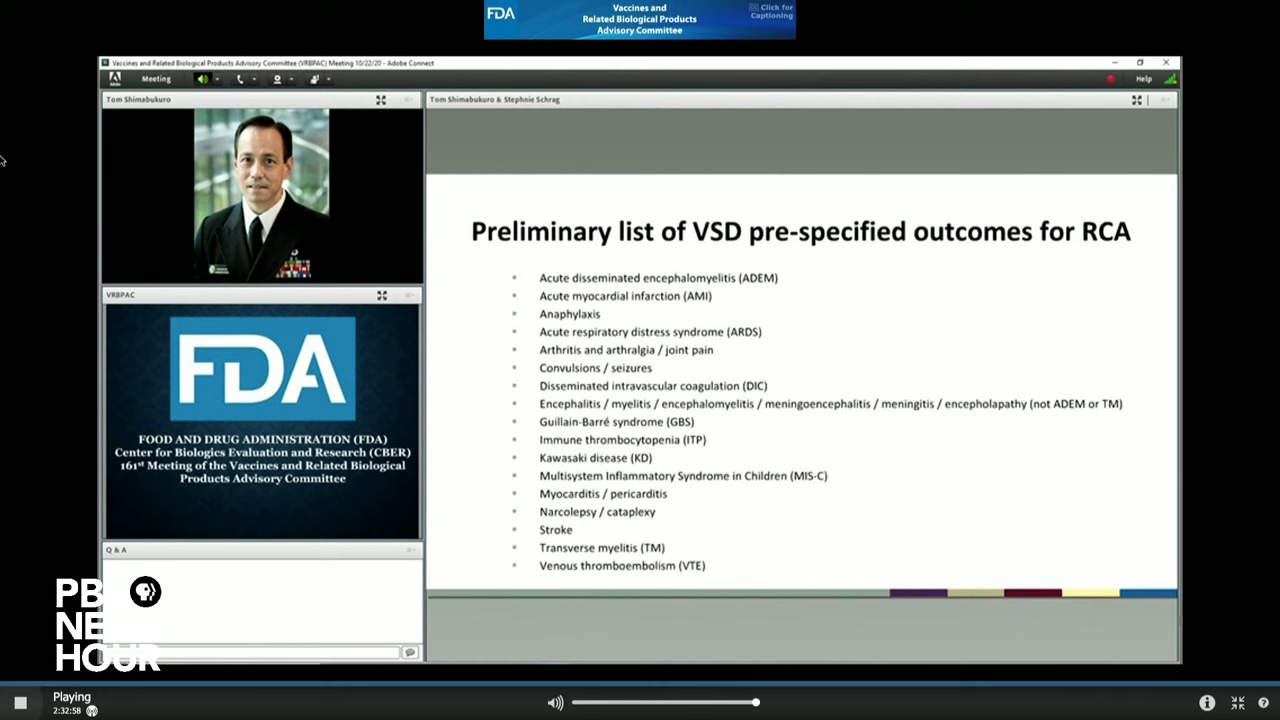 FDA
Vaccines and
Related Biological Products
Advisory Committee
CC Click for
Captioning
Vaccines and Related Biological Products Advisory Committee (VRBPAC) Meeting 10/22/20 - Adobe Connect
Meeting
Help
Tom Shimabukuro
Tom Shimabukuro & Stephnie Schrag
Preliminary list of VSD pre-specified outcomes for RCA
Acute disseminated encephalomyelitis (ADEM)
Acute myocardial infarction (AMI)
Anaphylaxis
Acute respiratory distress syndrome (ARDS)
Arthritis and arthralgia / joint pain
Convulsions / seizures
Disseminated intravascular coagulation (DIC)
Encephalitis / myelitis / encephalomyelitis / meningoencephalitis / meningitis / encepholapathy (not ADEM or TM)
Guillain-Barré syndrome (GBS)
Immune thrombocytopenia (ITP)
Kawasaki disease (KD)
Multisystem Inflammatory Syndrome in Children (MIS-C)
Myocarditis / pericarditis
Narcolepsy / cataplexy
Stroke
Transverse myelitis (TM)
Venous thromboembolism (VTE)
VRBPAC
FDA
FOOD AND DRUG ADMINISTRATION (FDA)
Center for Biologics Evaluation and Research (CBER)
161st Meeting of the Vaccines and Related Biological
Products Advisory Committee
Q & A
PB
NE
HOUR
Playing
2:32:58